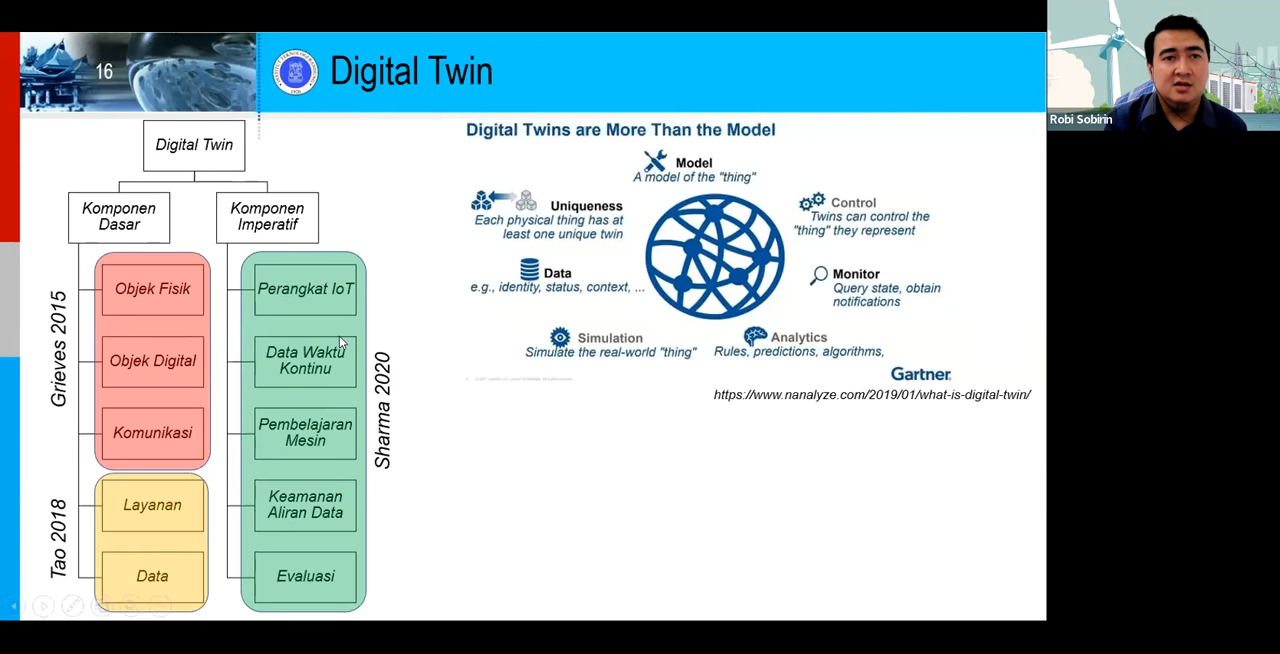 16
Digital Twin
Robi Sobirin
Digital Twin
Komponen
Dasar
Komponen
Imperatif
Grieves 2015
Objek Fisik
Objek Digital
Komunikasi
Tao 2018
Layanan
Data
Perangkat IoT
Data Waktu
Kontinu
Pembelajaran
Mesin
Keamanan
Aliran Data
Evaluasi
Sharma 2020
Digital Twins are More Than the Model
Model
A model of the "thing"
Uniqueness
Each physical thing has at
least one unique twin
Control
Twins can control the
"thing" they represent
Data
e.g., identity, status, context, ...
Monitor
Query state, obtain
notifications
Simulation
Simulate the real-world "thing"
Analytics
Rules, predictions, algorithms,
Gartner
https://www.nanalyze.com/2019/01/what-is-digital-twin/